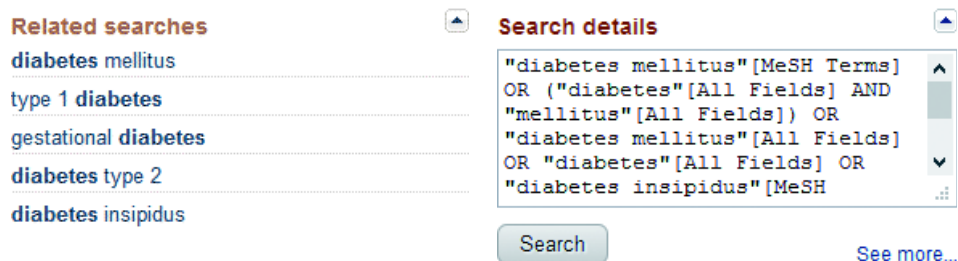 Related searches
diabetes mellitus
type 1 diabetes
gestational diabetes
diabetes type 2
diabetes insipidus
Search details
"diabetes mellitus"[MeSH Terms]
OR ("diabetes"[All Fields] AND
"mellitus"[All Fields]) OR
"diabetes mellitus"[All Fields]
OR "diabetes"[All Fields] OR
"diabetes insipidus"[MeSH
Search
See more...